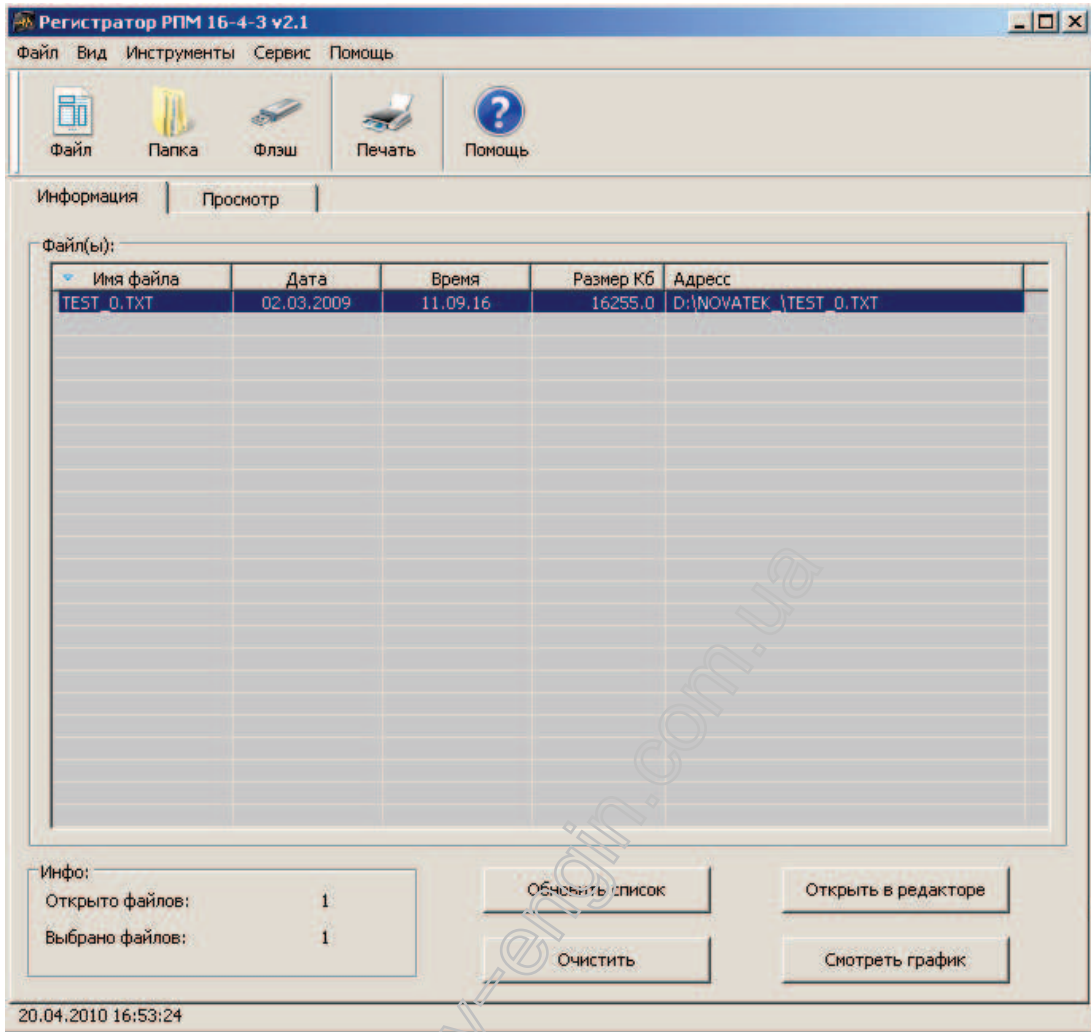 Регистратор РПМ 16-4-3 v2.1
Файл Вид Инструменты Сервис Помощь
Файл Папка Флэш Печать Помощь
Информация Просмотр
Файл(ы):
Имя файла Дата Время Размер Кб Адресс
TEST_0.TXT 02.03.2009 11.09.16 16255.0 D:\NOVATEK_\TEST_0.TXT
Инфо:
Открыто файлов: 1
Выбрано файлов: 1
Обновить список Открыть в редакторе
Очистить Смотреть график
20.04.2010 16:53:24
v-engin.com.ua